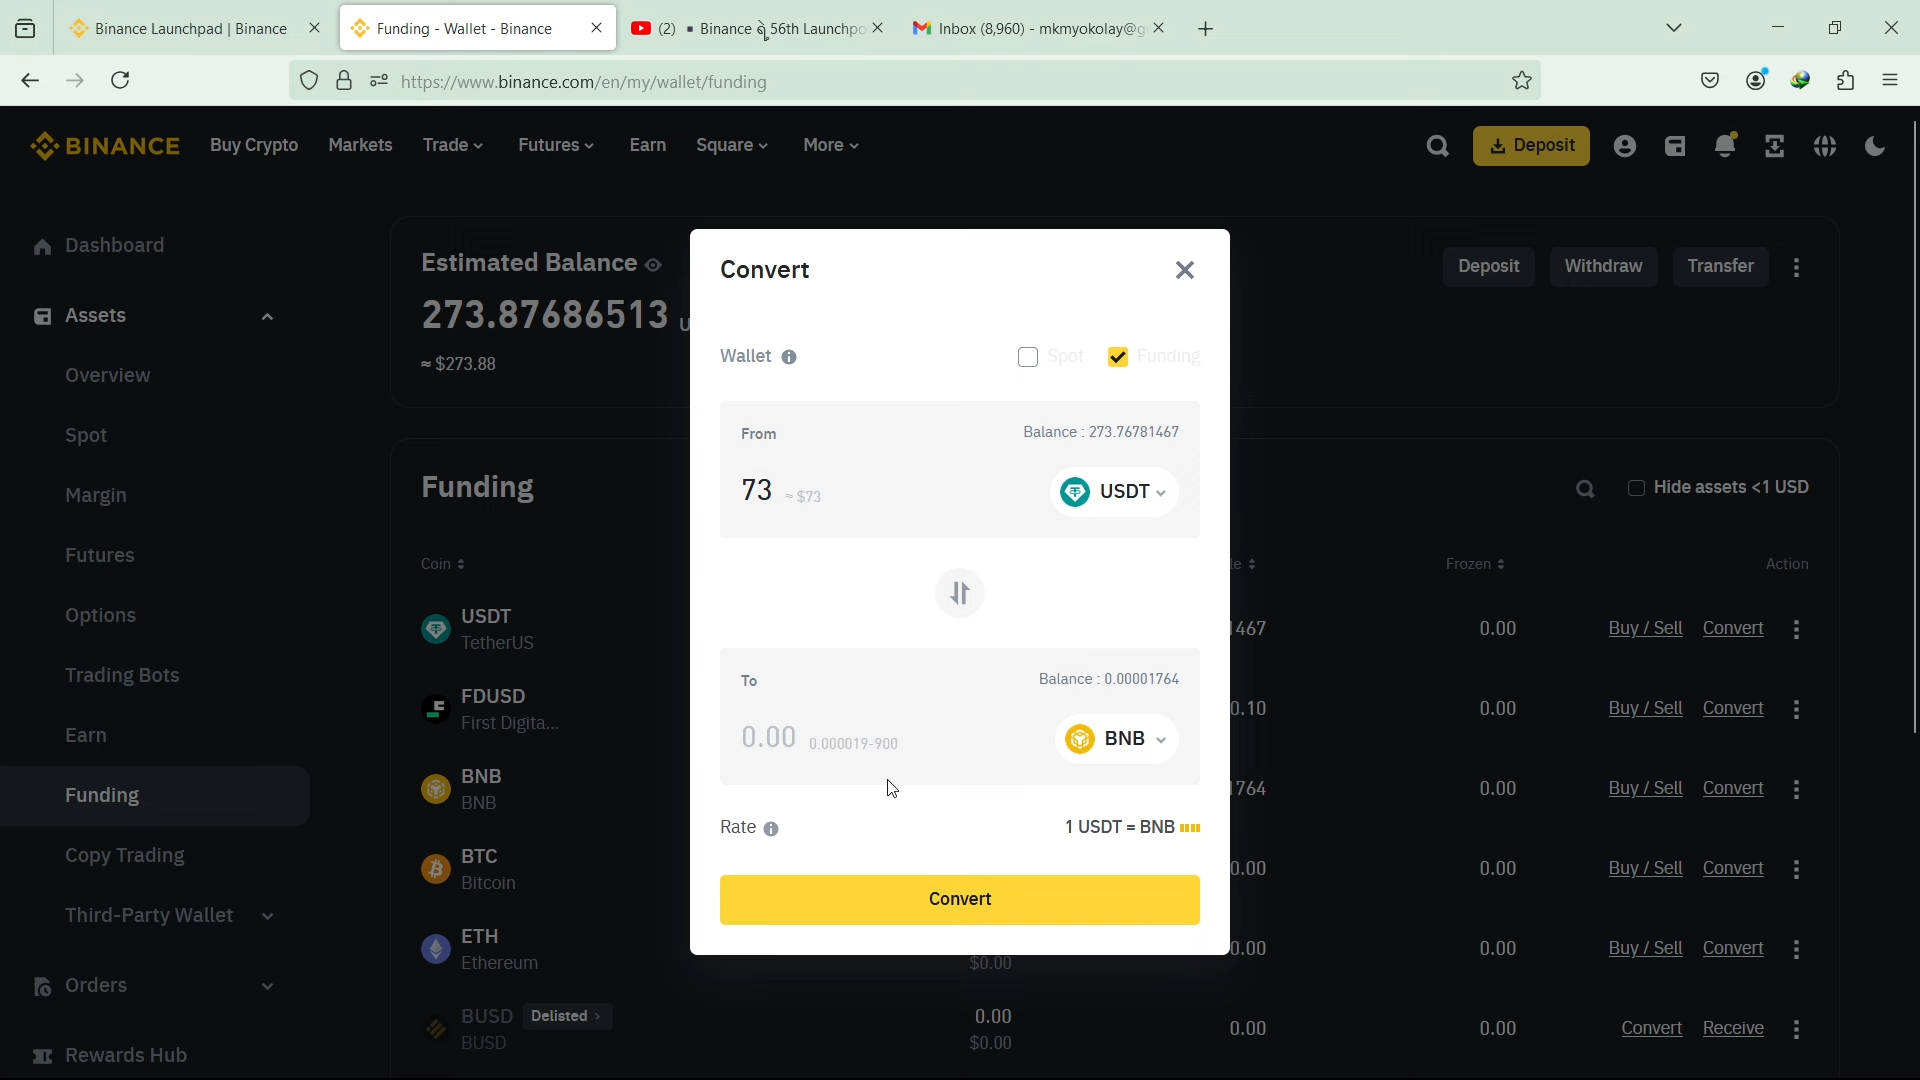 Binance Launchpad | Binance
Funding - Wallet - Binance
(2)
Binance
56th Launchpo
Inbox (8,960) - mkmyokolay@g
https://www.binance.com/en/my/wallet/funding
BINANCE
Buy Crypto
Markets
Trade
Futures
Earn
Square
More
Deposit
Dashboard
Assets
Overview
Spot
Margin
Futures
Options
Trading Bots
Earn
Funding
Copy Trading
Third-Party Wallet
Orders
Rewards Hub
Estimated Balance
273.87686513
≈ $273.88
Deposit
Withdraw
Transfer
Funding
Hide assets <1 USD
Coin
le
Frozen
Action
USDT
TetherUS
467
0.00
Buy / Sell
Convert
FDUSD
First Digita...
0.10
0.00
Buy / Sell
Convert
BNB
BNB
1764
0.00
Buy / Sell
Convert
BTC
Bitcoin
0.00
0.00
Buy / Sell
Convert
ETH
Ethereum
$0.00
0.00
0.00
Buy / Sell
Convert
BUSD
Delisted >
BUSD
0.00
$0.00
0.00
0.00
Convert
Receive
Convert
Wallet
Spot
Funding
From
Balance : 273.76781467
73 ≈ $73
USDT
To
Balance : 0.00001764
0.00 0.000019-900
BNB
Rate
1 USDT = BNB
Convert